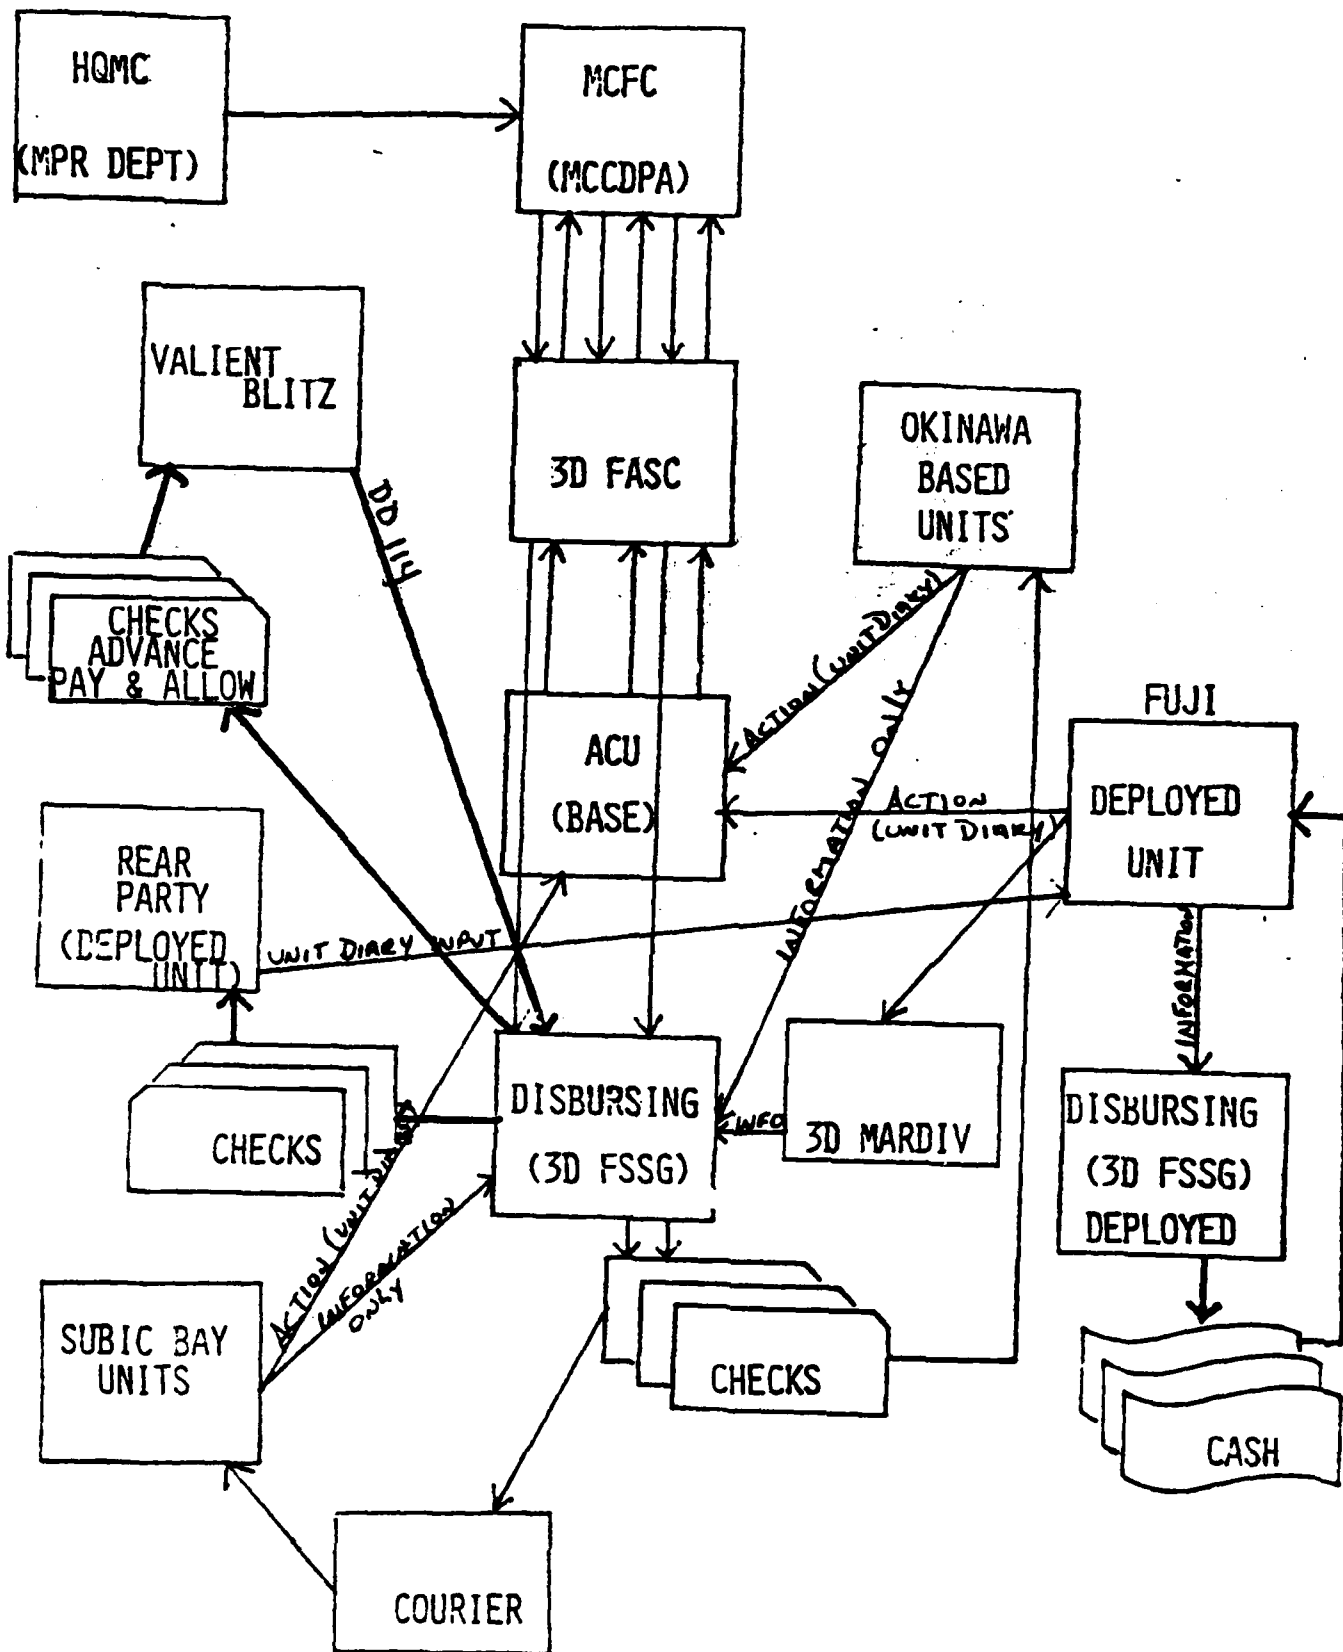 HQMC
(MPR DEPT)
MCFC
(MCCDPA)
VALIENT
BLITZ
DD 114
3D FASC
OKINAWA
BASED
UNITS
CHECKS
ADVANCE
PAY & ALLOW
ACTION (UNIT DIARY)
INFORMATION ONLY
ACU
(BASE)
FUJI
DEPLOYED
UNIT
ACTION
(UNIT DIARY)
REAR
PARTY
(DEPLOYED
UNIT)
UNIT DIARY INPUT
INFORMATION
CHECKS
DISBURSING
(3D FSSG)
INFO
3D MARDIV
DISBURSING
(3D FSSG)
DEPLOYED
ACTION (UNIT DIARY)
INFORMATION
ONLY
SUBIC BAY
UNITS
CHECKS
CASH
COURIER